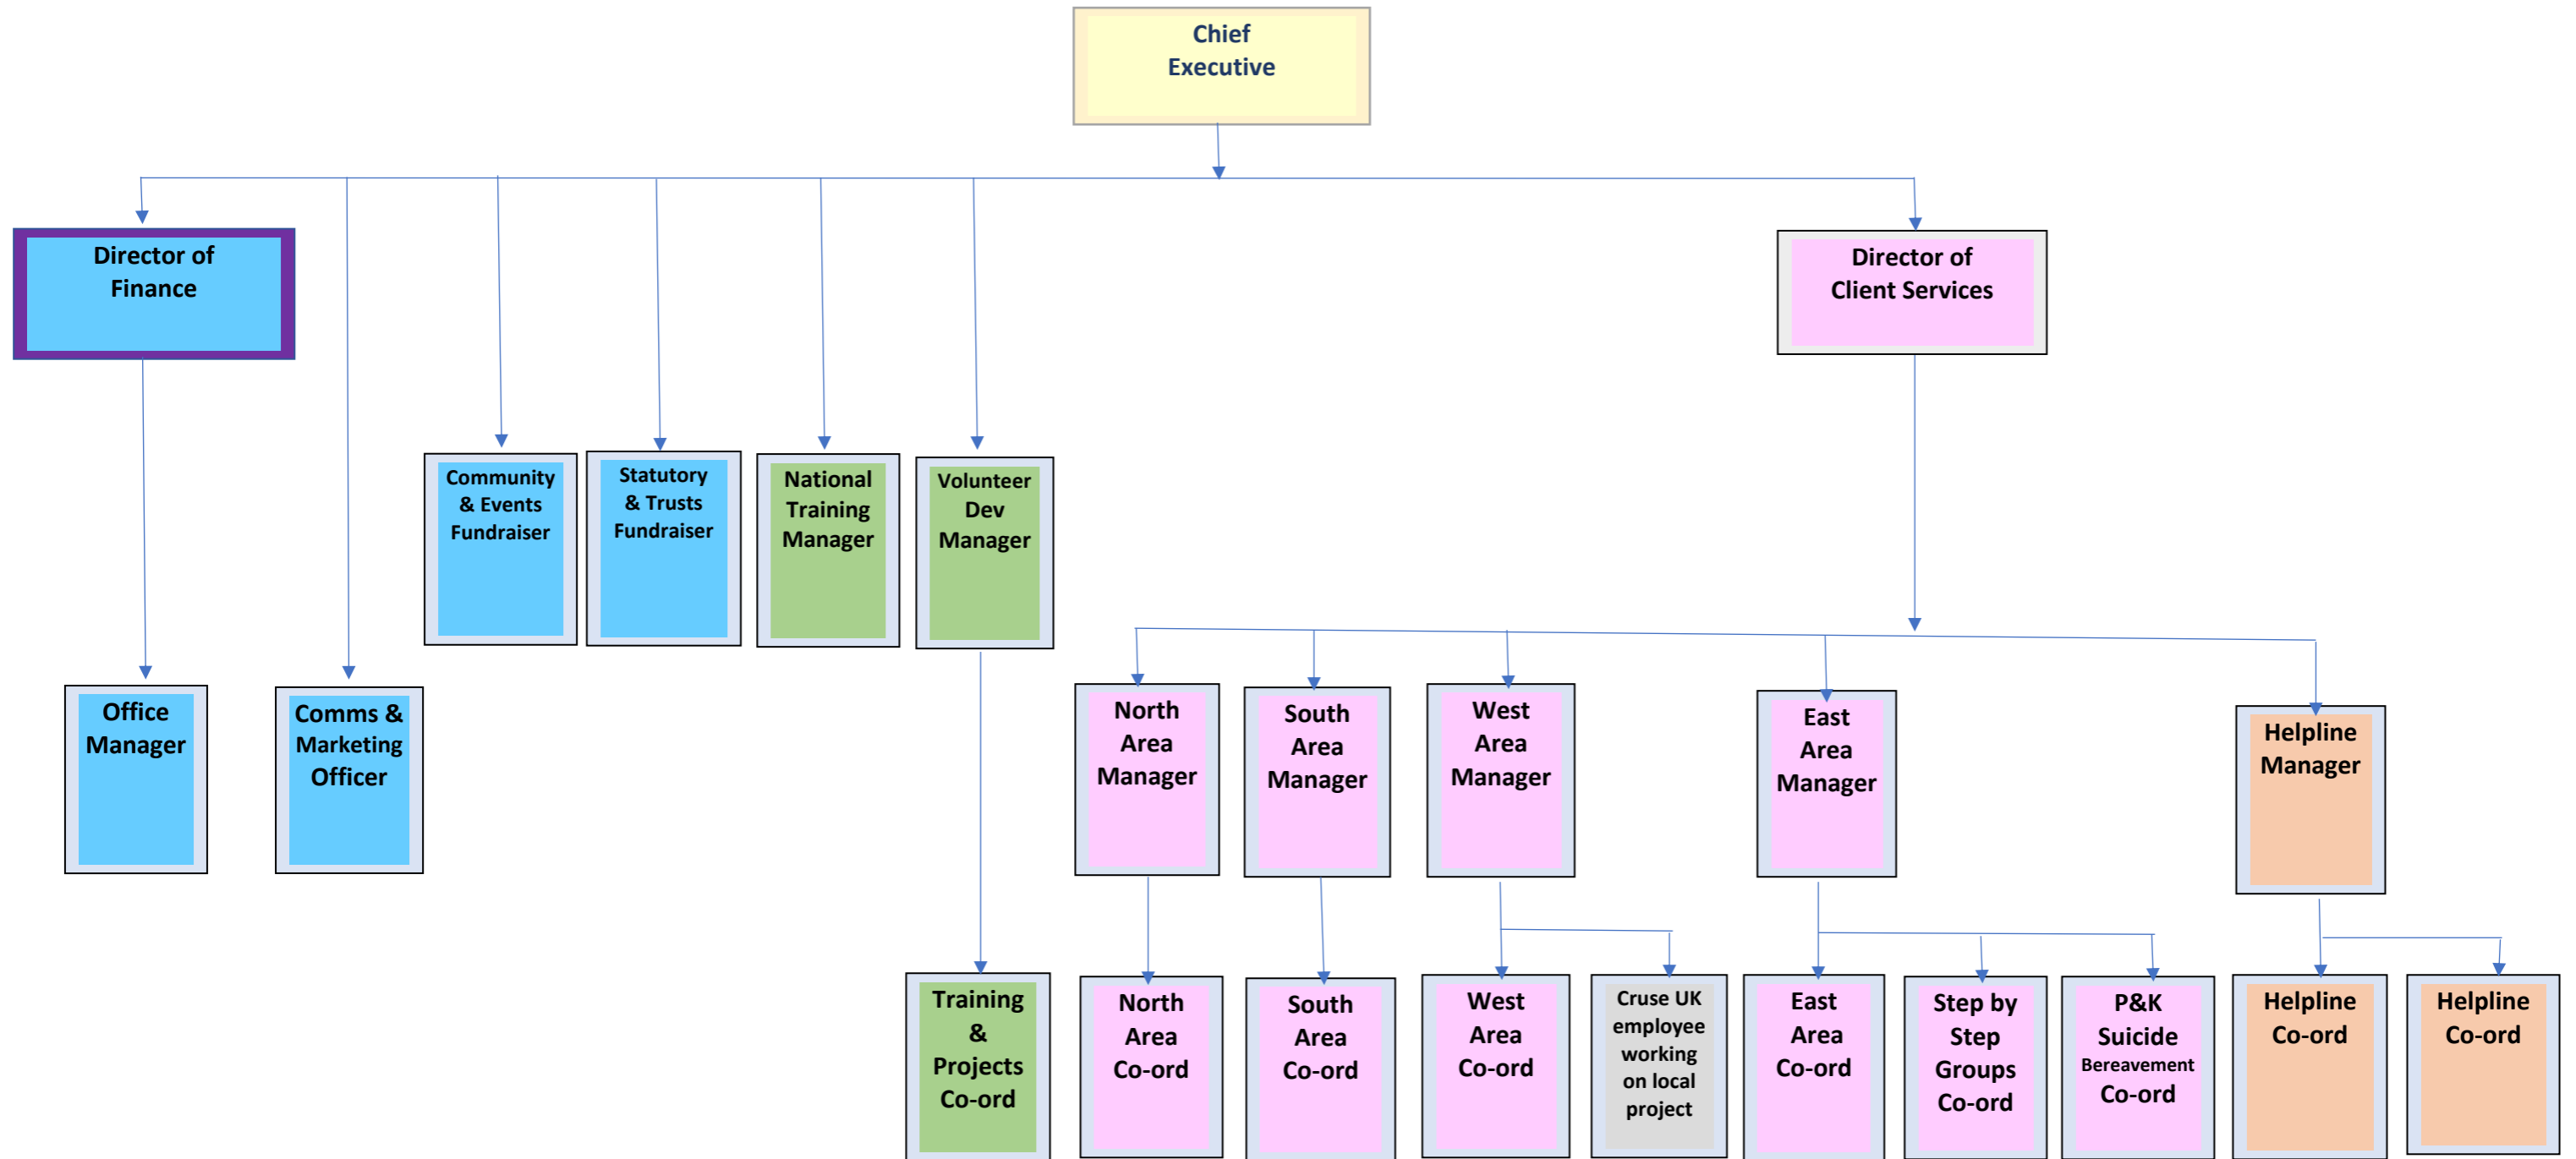 Chief
Executive
Director of
Finance
Director of
Client Services
Community
& Events
Fundraiser
Statutory
& Trusts
Fundraiser
National
Training
Manager
Volunteer
Dev
Manager
Office
Manager
Comms &
Marketing
Officer
North
Area
Manager
South
Area
Manager
West
Area
Manager
East
Area
Manager
Helpline
Manager
Training
&
Projects
Co-ord
North
Area
Co-ord
South
Area
Co-ord
West
Area
Co-ord
Cruse UK
employee
working
on local
project
East
Area
Co-ord
Step by
Step
Groups
Co-ord
P&K
Suicide
Bereavement
Co-ord
Helpline
Co-ord
Helpline
Co-ord